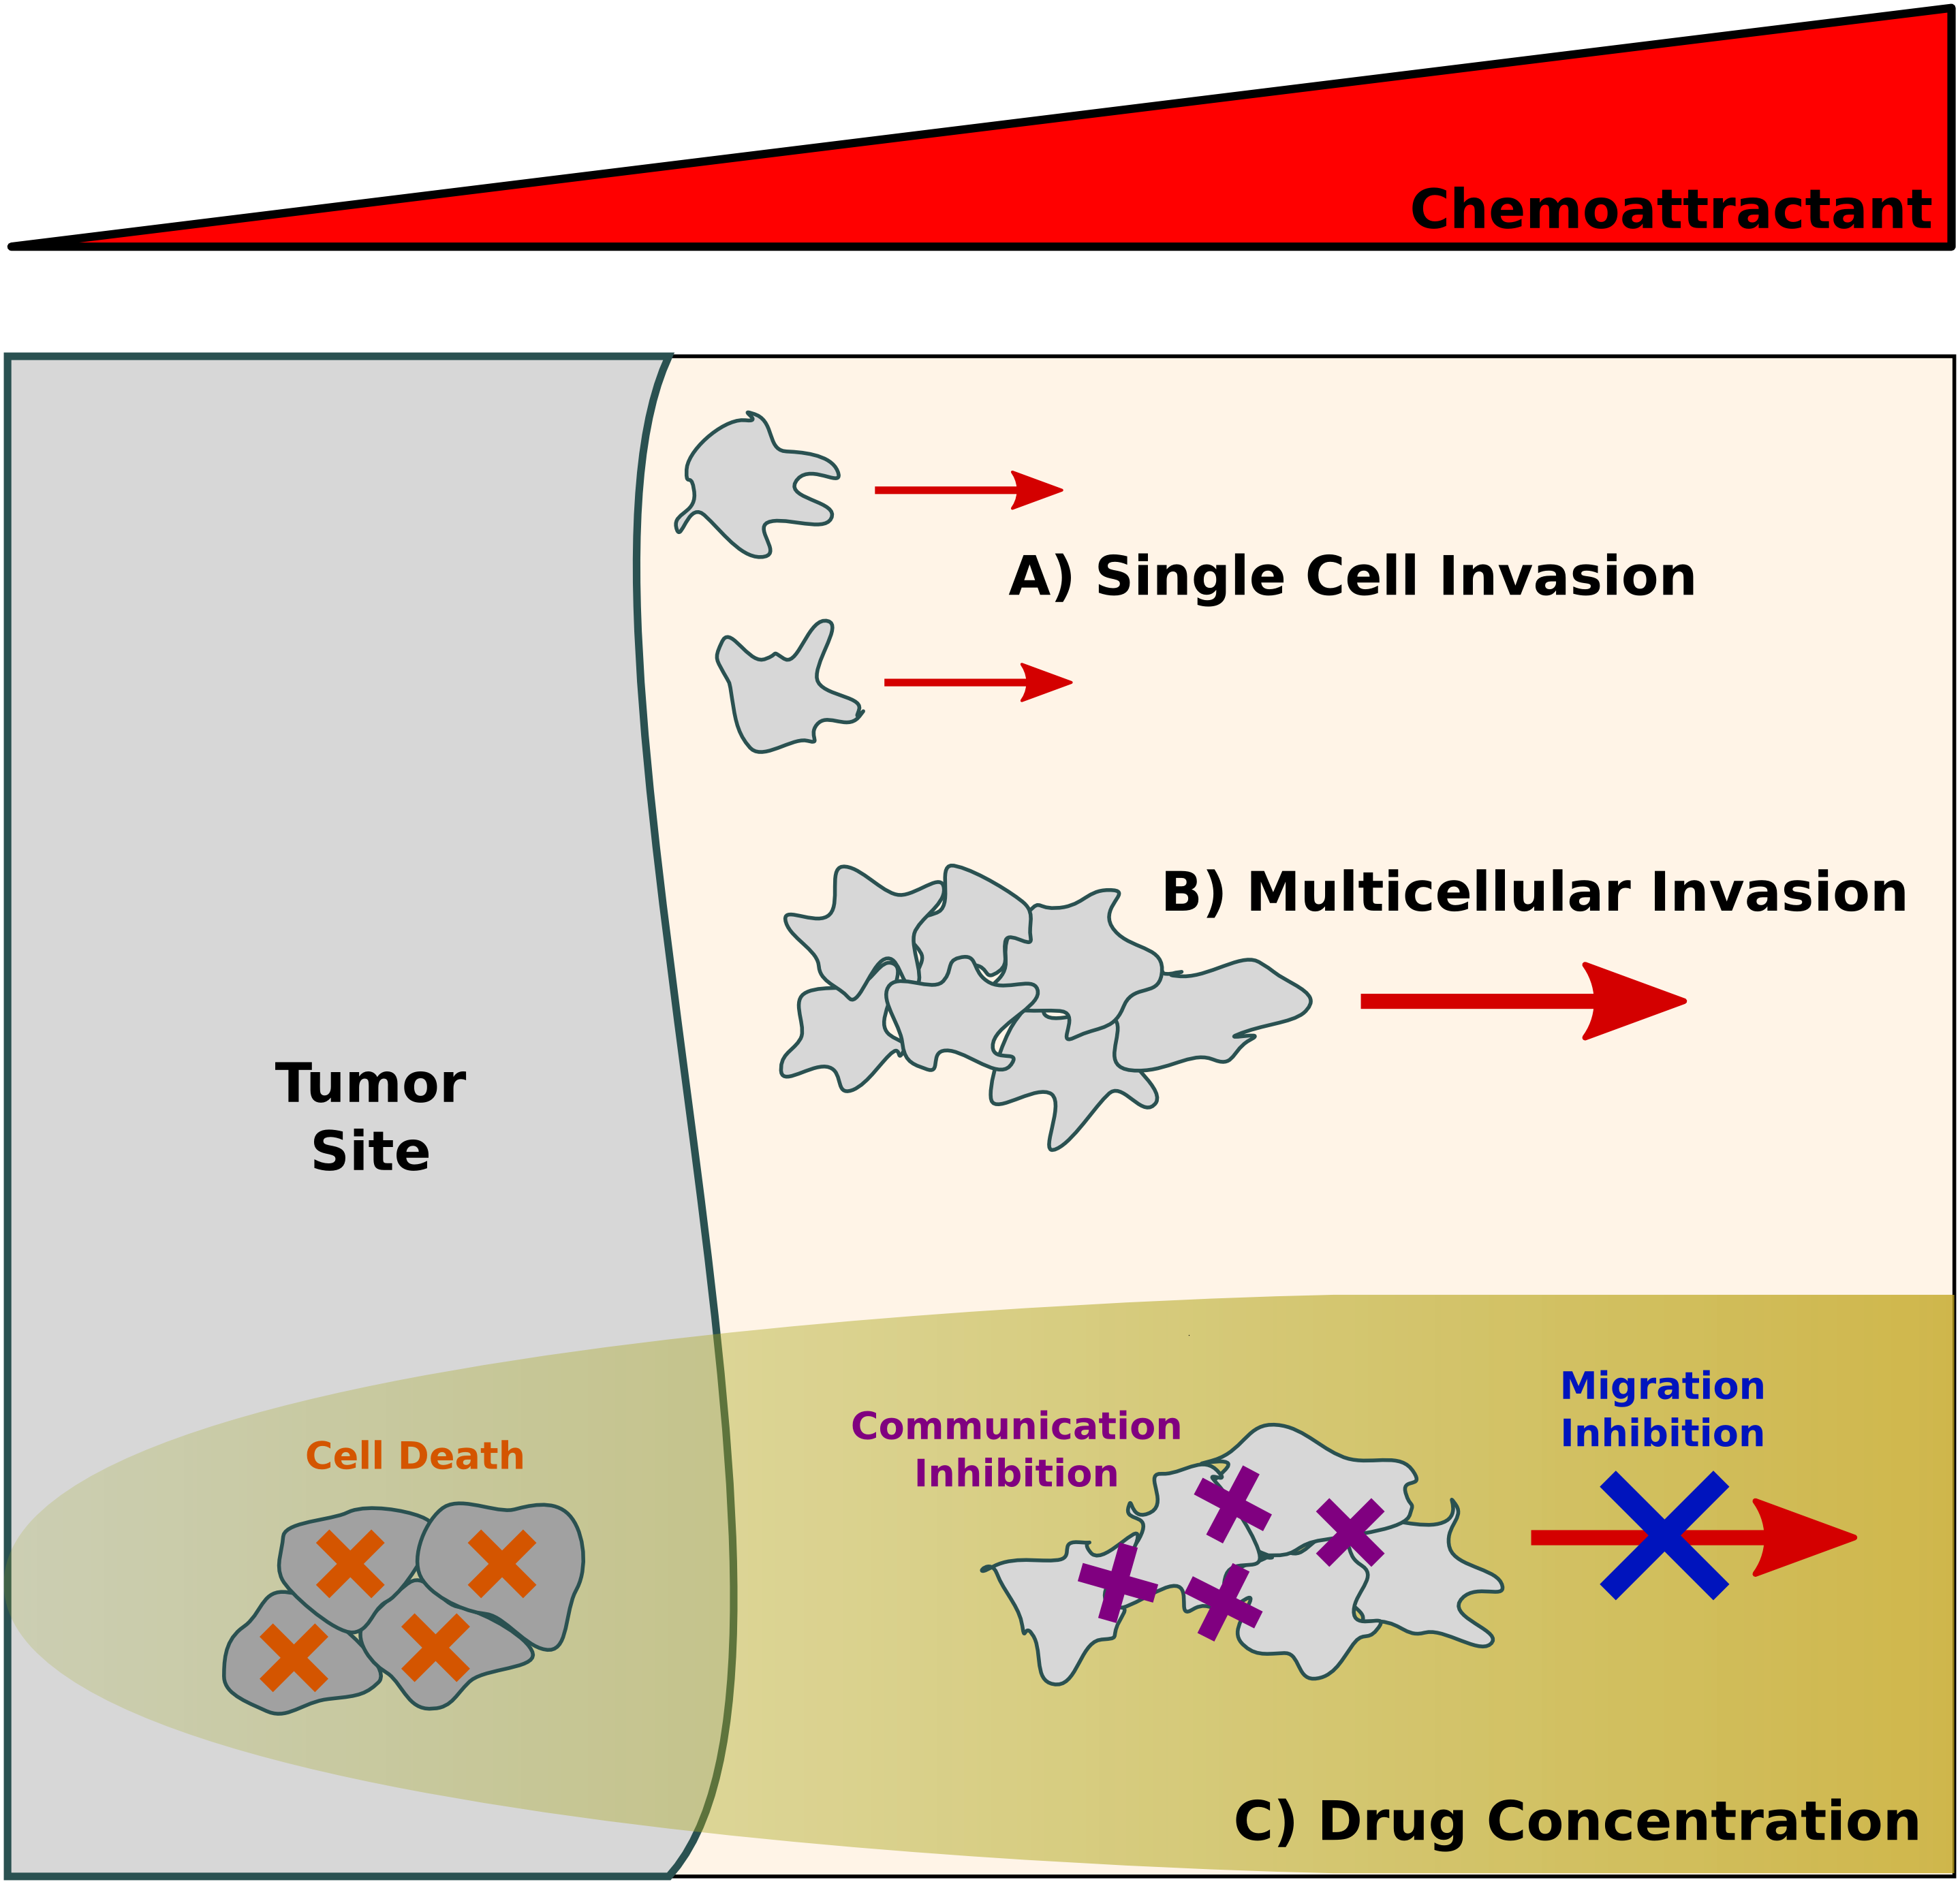 Chemoattractant
A) Single Cell Invasion
B) Multicellular Invasion
Tumor
Site
Migration
Inhibition
Communication
Inhibition
Cell Death
C) Drug Concentration